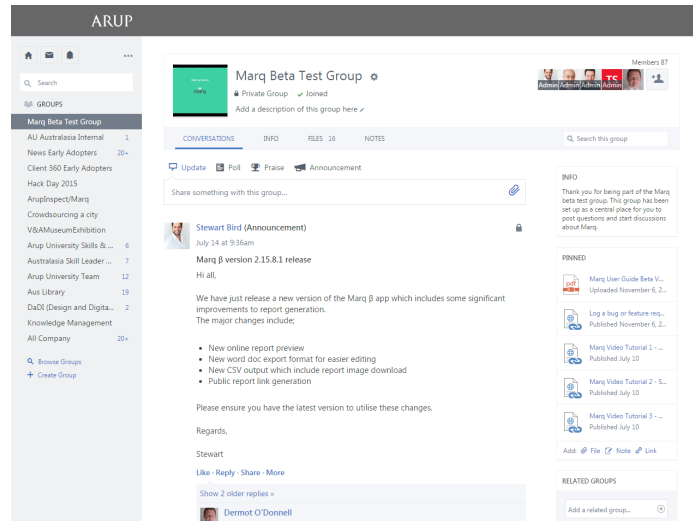 ARUP
Search
GROUPS
Marq Beta Test Group
AU Australasia Internal 1
News Early Adopters 20+
Client 360 Early Adopters
Hack Day 2015
ArupInspect/Marq
Crowdsourcing a city
V&AMuseumExhibition
Arup University Skills & ... 6
Australasia Skill Leader ... 7
Arup University Team 12
Aus Library 19
DaDI (Design and Digita... 2
Knowledge Management
All Company 20+
Browse Groups
+ Create Group
marq
Marq Beta Test Group
Private Group Joined
Add a description of this group here
Members 87
TS
Admin Admin Admin Admin
CONVERSATIONS INFO FILES 16 NOTES
Search this group
Update Poll Praise Announcement
Share something with this group...
Stewart Bird (Announcement)
July 14 at 9:36am
Marq β version 2.15.8.1 release
Hi all,
We have just release a new version of the Marq β app which includes some significant
improvements to report generation.
The major changes include;
• New online report preview
• New word doc export format for easier editing
• New CSV output which include report image download
• Public report link generation
Please ensure you have the latest version to utilise these changes.
Regards,
Stewart
Like · Reply · Share · More
Show 2 older replies »
Dermot O'Donnell
INFO
Thank you for being part of the Marq
beta test group. This group has been
set up as a central place for you to
post questions and start discussions
about Marq.
PINNED
pdf
Marq User Guide Beta V...
Uploaded November 6, 2...
Log a bug or feature req...
Published November 6, 2...
Marq Video Tutorial 1 - ...
Published July 10
Marq Video Tutorial 2 - S...
Published July 10
Marq Video Tutorial 3 - ...
Published July 10
Add: File Note Link
RELATED GROUPS
Add a related group...